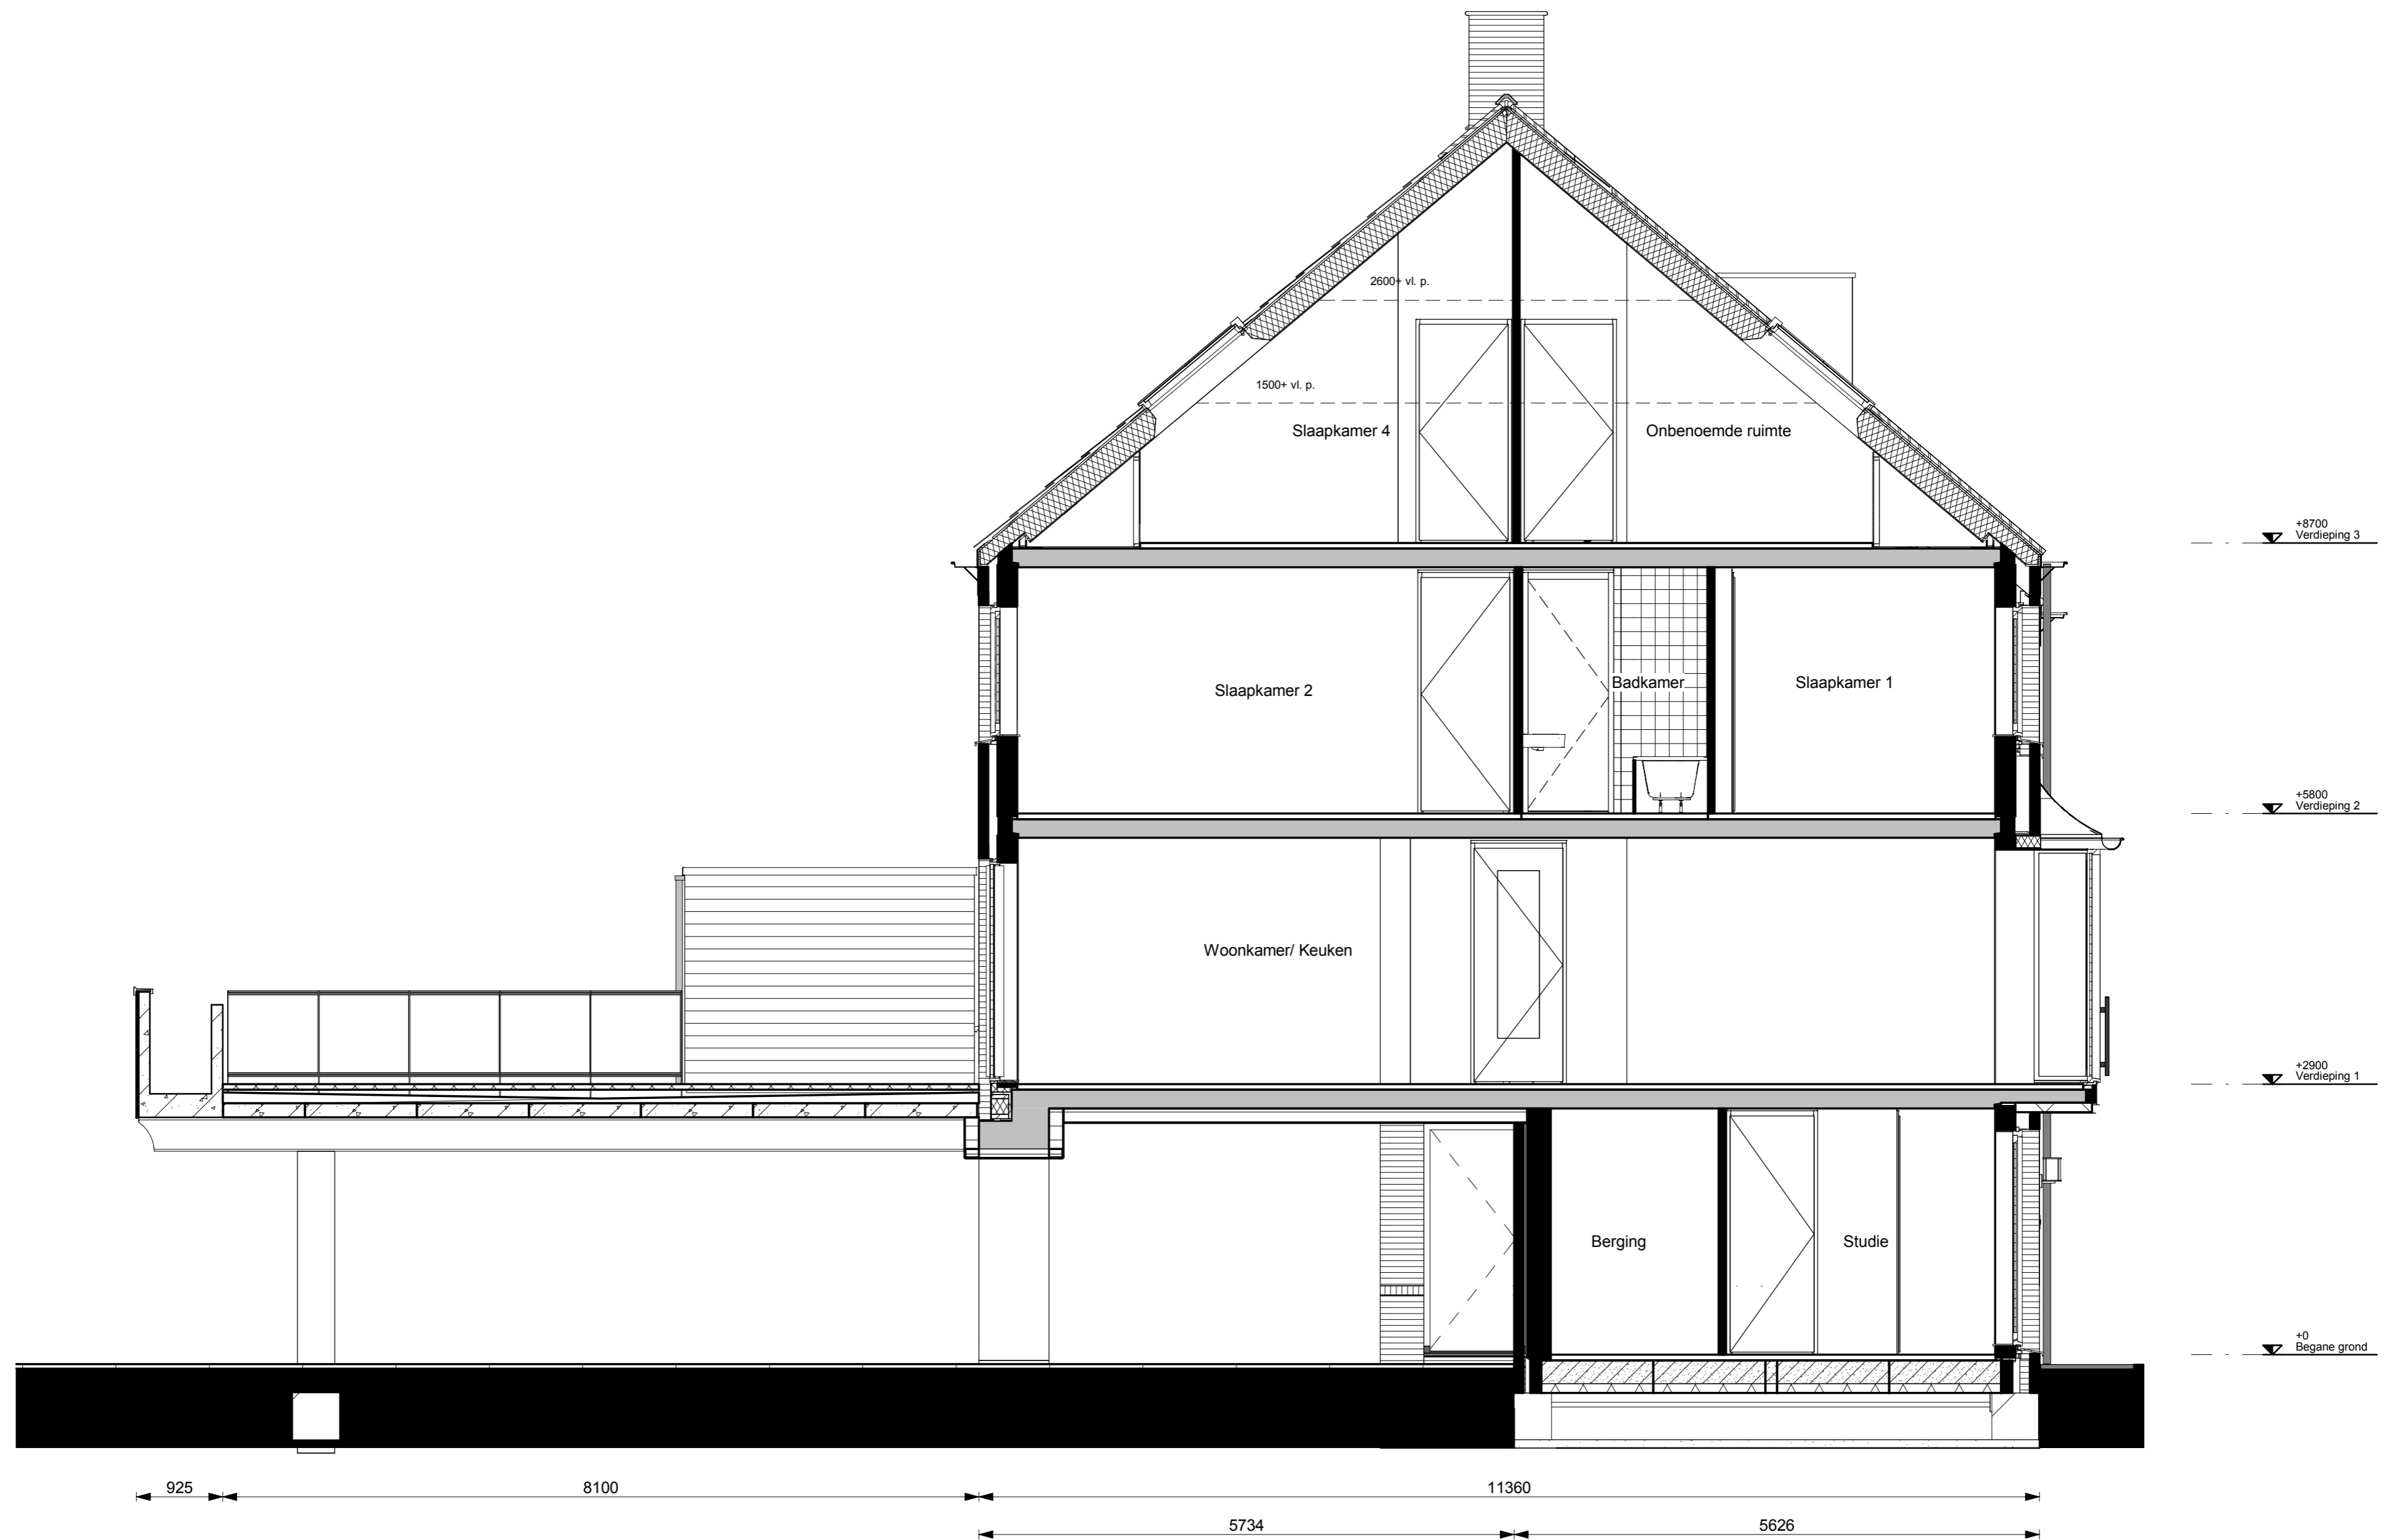 2600+ vl. p.
1500+ vl. p.
Slaapkamer 4
Onbenoemde ruimte
+8700
Verdieping 3
Slaapkamer 2
Badkamer
Slaapkamer 1
+5800
Verdieping 2
Woonkamer/ Keuken
+2900
Verdieping 1
Berging
Studie
+0
Begane grond
925
8100
11360
5734
5626